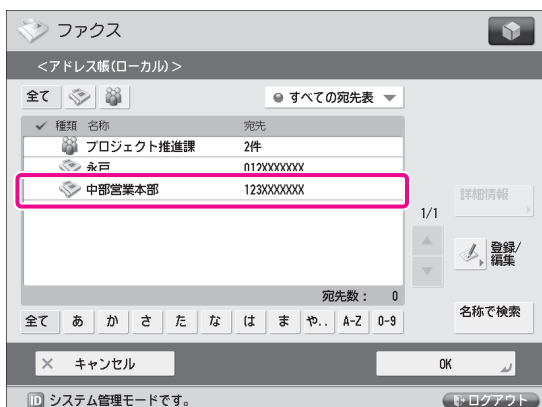 ファクス
<アドレス帳(ローカル)>
全て
すべての宛先表
種類 名称 宛先
プロジェクト推進課 2件
永戸 012XXXXXXX
中部営業本部 123XXXXXXX
詳細情報
1/1
登録/
編集
宛先数: 0
名称で検索
全て あ か さ た な は ま や.. A-Z 0-9
キャンセル OK
ID システム管理モードです。 ログアウト